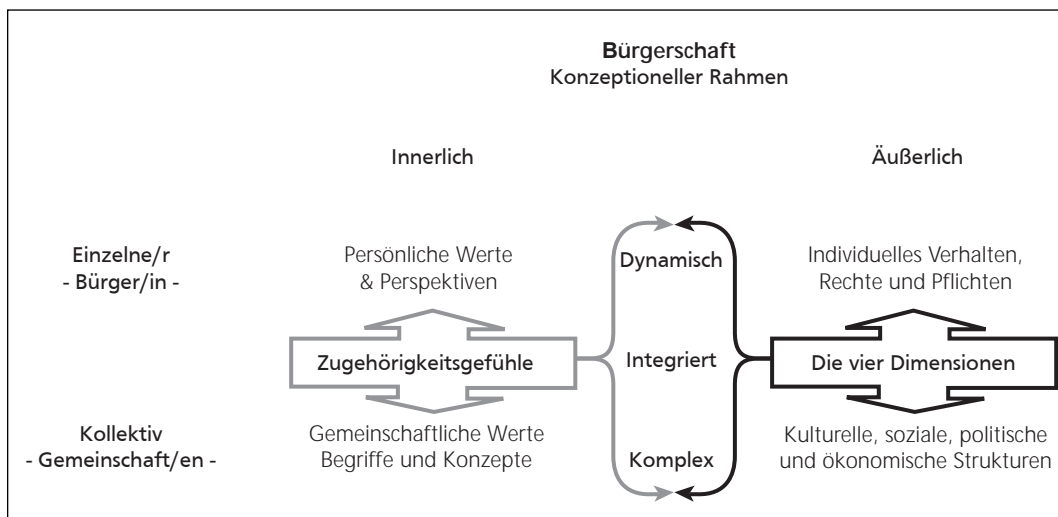 Bürgerschaft
Konzeptioneller Rahmen
Innerlich
Äußerlich
Einzelne/r
- Bürger/in -
Persönliche Werte
& Perspektiven
Dynamisch
Individuelles Verhalten,
Rechte und Pflichten
Zugehörigkeitsgefühle
Integriert
Die vier Dimensionen
Kollektiv
- Gemeinschaft/en -
Gemeinschaftliche Werte
Begriffe und Konzepte
Komplex
Kulturelle, soziale, politische
und ökonomische Strukturen